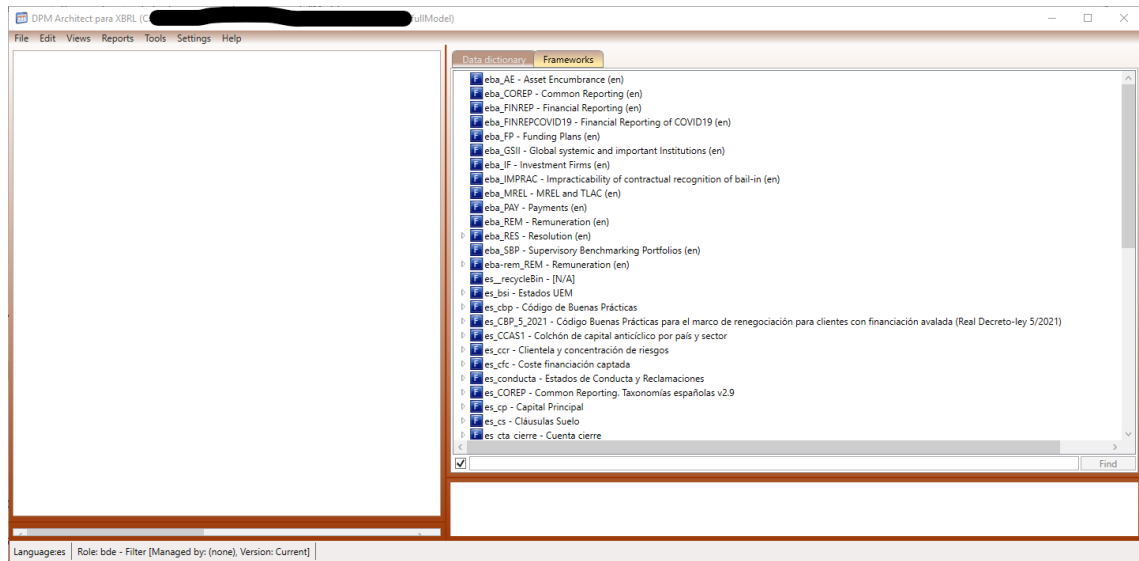 DPM Architect para XBRL (C: fullModel)
File Edit Views Reports Tools Settings Help
Data dictionary Frameworks
F eba_AE - Asset Encumbrance (en)
F eba_COREP - Common Reporting (en)
F eba_FINREP - Financial Reporting (en)
F eba_FINREPCOVID19 - Financial Reporting of COVID19 (en)
F eba_FP - Funding Plans (en)
F eba_GSII - Global systemic and important Institutions (en)
F eba_IF - Investment Firms (en)
F eba_IMPRAC - Impracticability of contractual recognition of bail-in (en)
F eba_MREL - MREL and TLAC (en)
F eba_PAY - Payments (en)
F eba_REM - Remuneration (en)
F eba_RES - Resolution (en)
F eba_SBP - Supervisory Benchmarking Portfolios (en)
F eba-rem_REM - Remuneration (en)
F es__recycleBin - [N/A]
F es_bsi - Estados UEM
F es_cbp - Código de Buenas Prácticas
F es_CBP_5_2021 - Código Buenas Prácticas para el marco de renegociación para clientes con financiación avalada (Real Decreto-ley 5/2021)
F es_CCAS1 - Colchón de capital anticíclico por país y sector
F es_ccr - Clientela y concentración de riesgos
F es_cfc - Coste financiación captada
F es_conducta - Estados de Conducta y Reclamaciones
F es_COREP - Common Reporting. Taxonomías españolas v2.9
F es_cp - Capital Principal
F es_cs - Cláusulas Suelo
F es_cta_cierre - Cuenta cierre
Find
Language:es Role: bde - Filter [Managed by: (none), Version: Current]